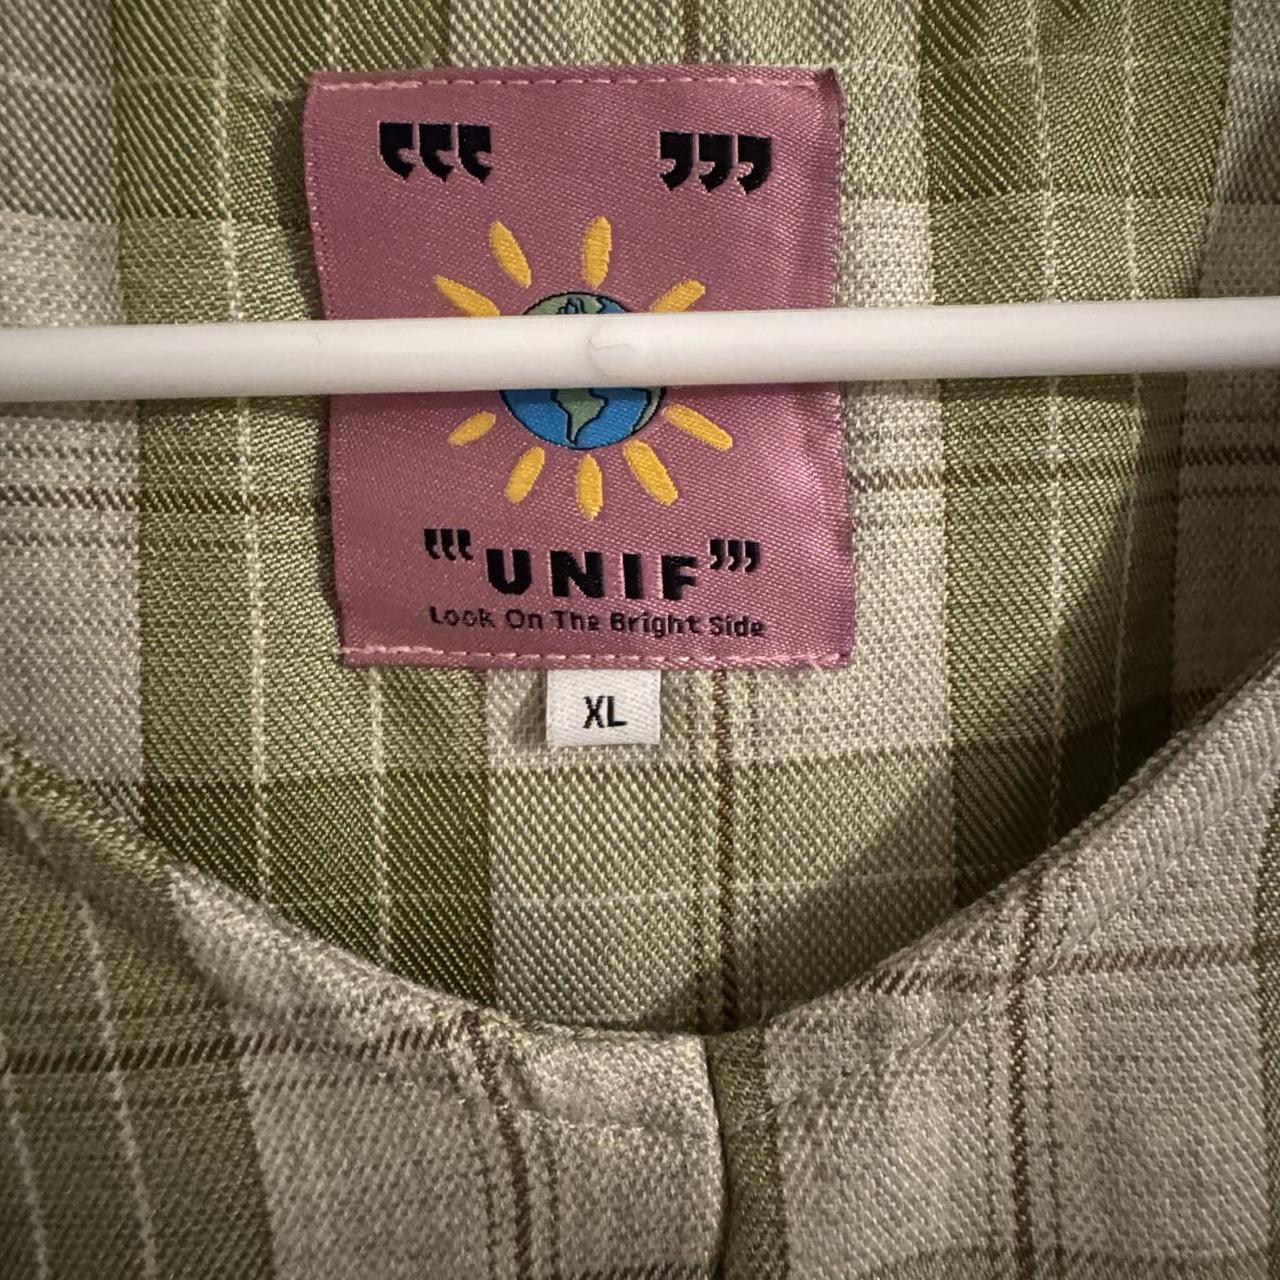 ‘‘‘ ’’’
‘‘‘UNIF’’’
Look On The Bright Side
XL